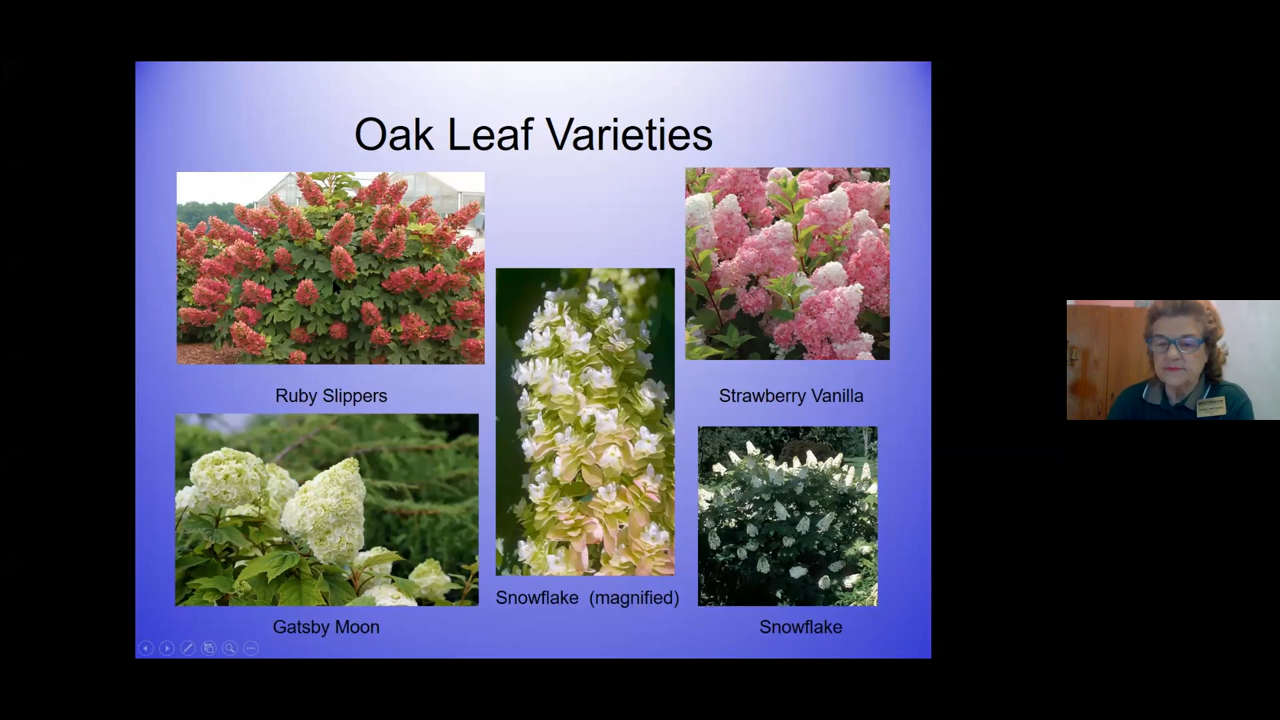 Oak Leaf Varieties
Ruby Slippers
Strawberry Vanilla
Snowflake (magnified)
Gatsby Moon
Snowflake